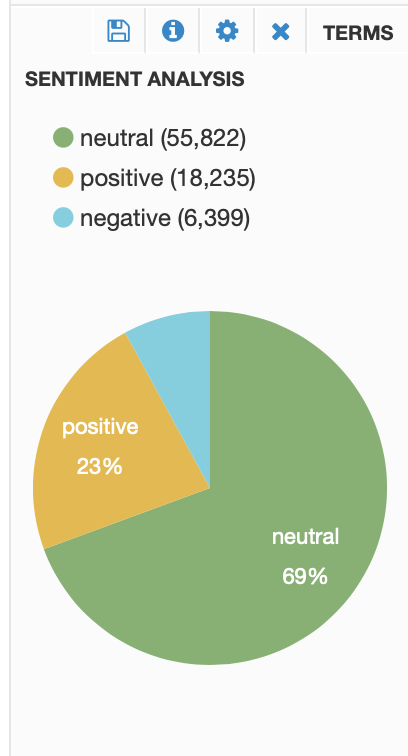 TERMS
SENTIMENT ANALYSIS
neutral (55,822)
positive (18,235)
negative (6,399)
positive
23%
neutral
69%